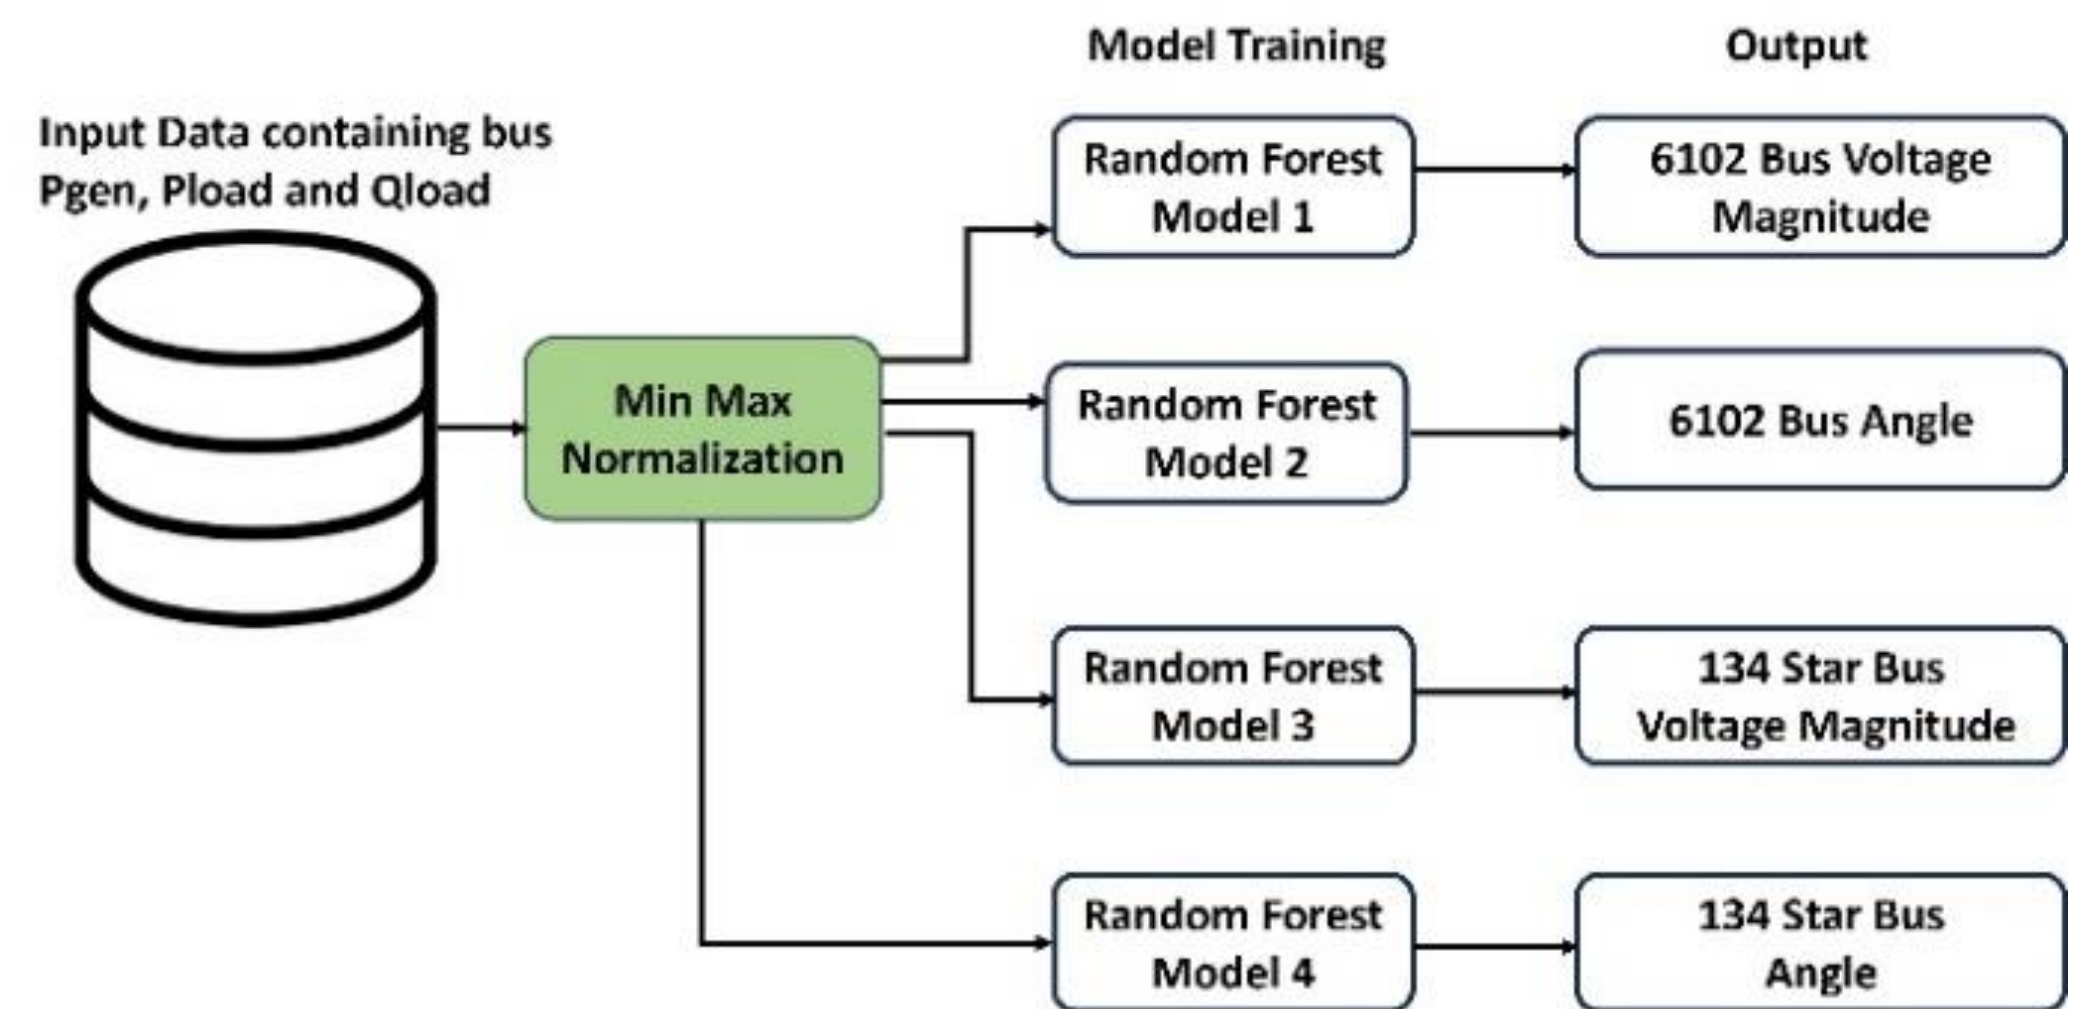 Model Training
Output
Input Data containing bus
Pgen, Pload and Qload
Random Forest
Model 1
6102 Bus Voltage
Magnitude
Min Max
Normalization
Random Forest
Model 2
6102 Bus Angle
Random Forest
Model 3
134 Star Bus
Voltage Magnitude
Random Forest
Model 4
134 Star Bus
Angle